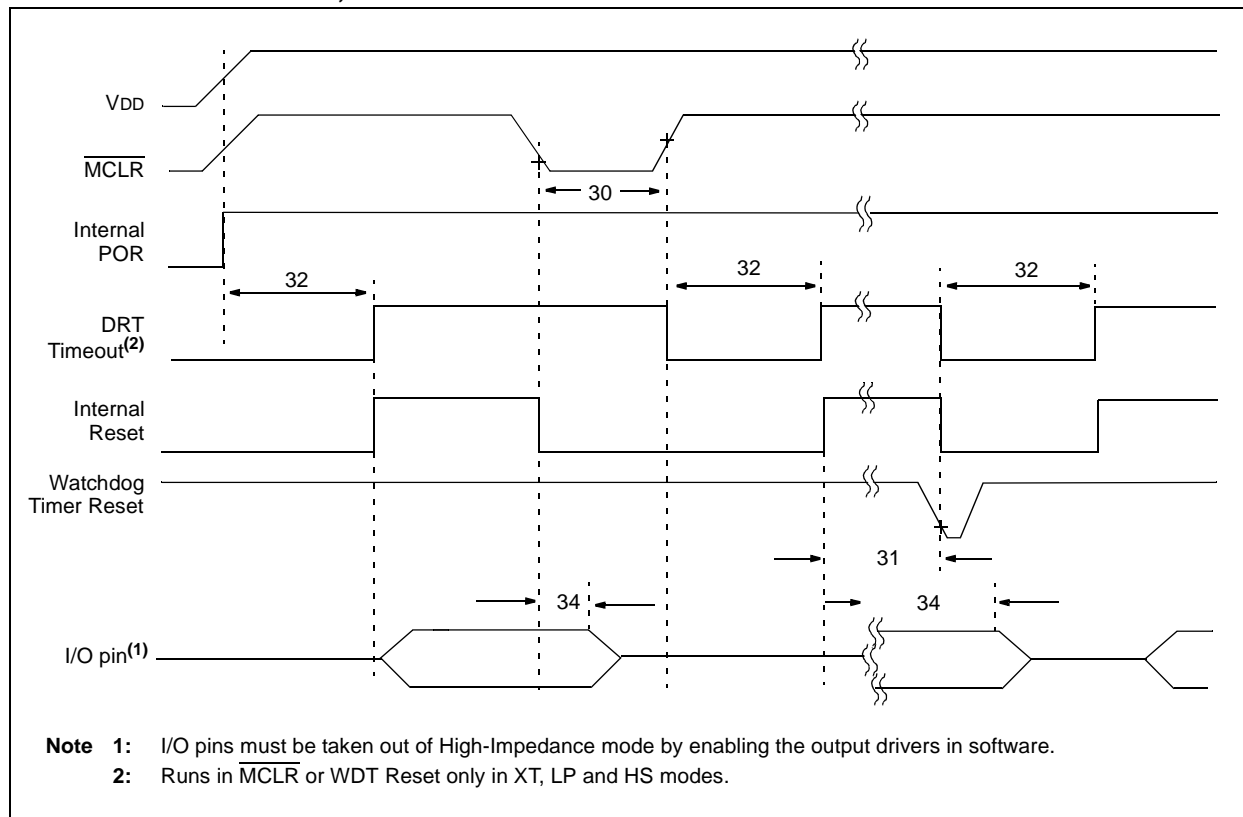 VDD
MCLR
30
Internal
POR
32
32
32
DRT
Timeout(2)
Internal
Reset
Watchdog
Timer Reset
31
34
34
I/O pin(1)
Note 1: I/O pins must be taken out of High-Impedance mode by enabling the output drivers in software.
2: Runs in MCLR or WDT Reset only in XT, LP and HS modes.